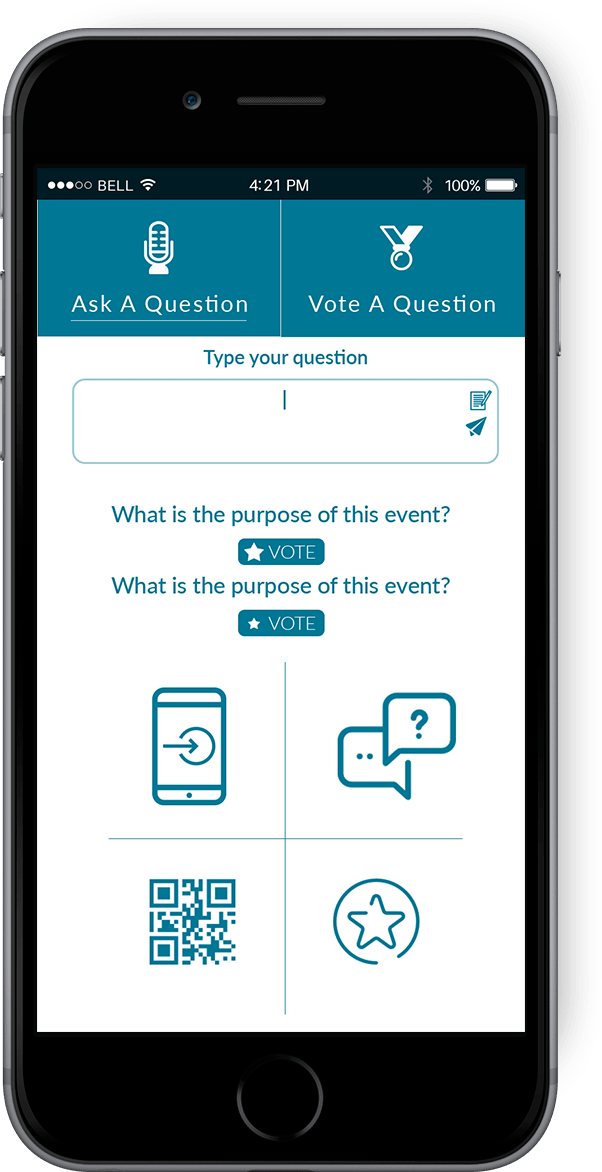 BELL 4:21 PM 100%
Ask A Question Vote A Question
Type your question
What is the purpose of this event?
VOTE
What is the purpose of this event?
VOTE
?